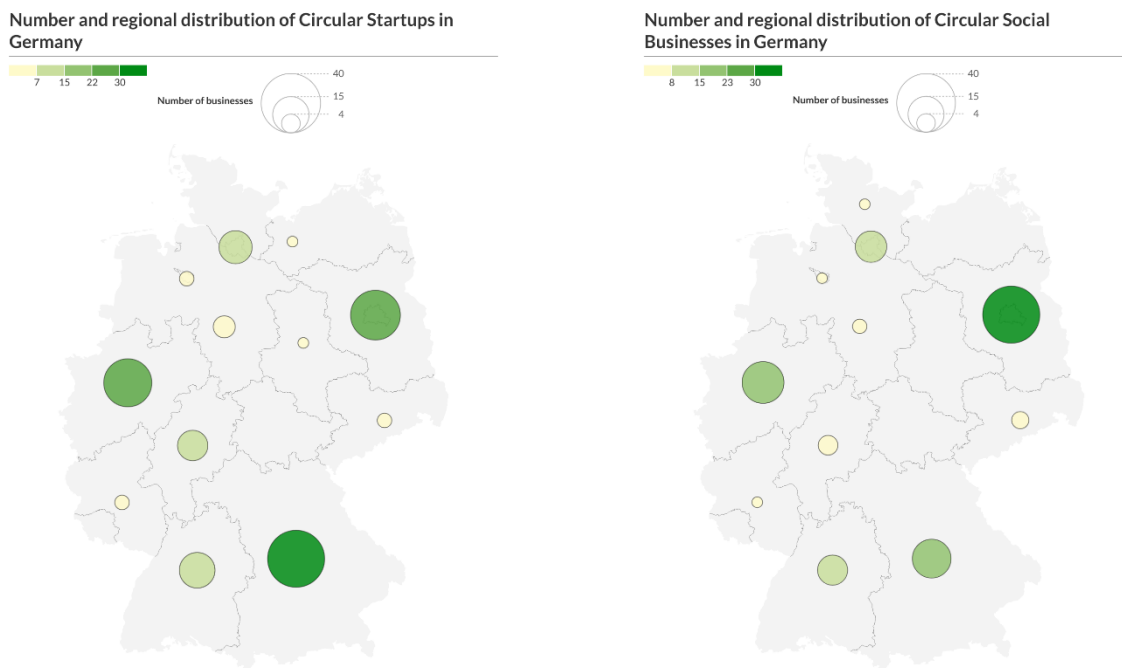 Number and regional distribution of Circular Startups in
Germany
7 15 22 30
Number of businesses
40
15
4
Number and regional distribution of Circular Social
Businesses in Germany
8 15 23 30
Number of businesses
40
15
4